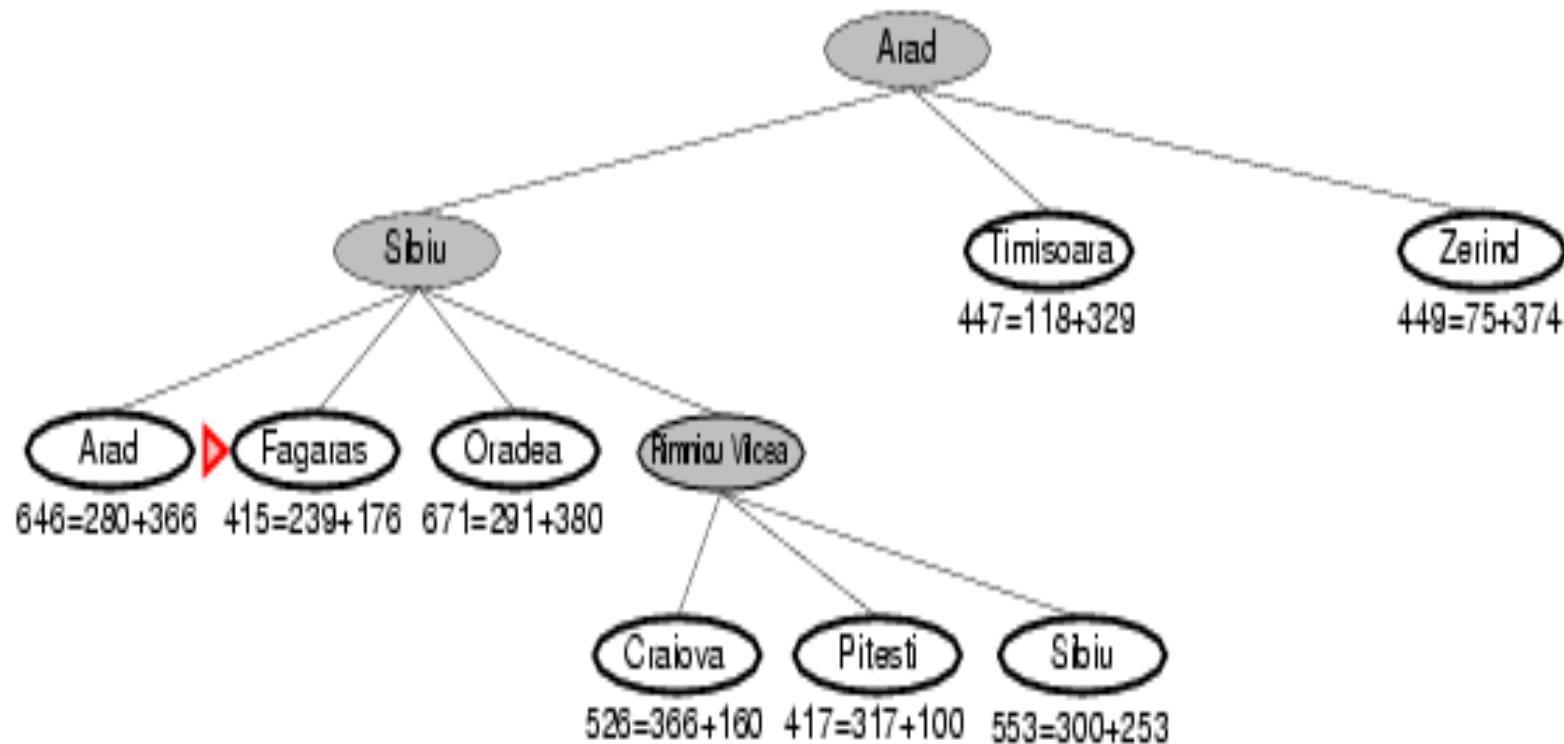 Arad
Sibiu
Timisoara
Zerind
447=118+329
449=75+374
Arad
Fagaras
Oradea
Rimnicu Vilcea
646=280+366
415=239+176
671=291+380
Craiova
Pitesti
Sibiu
526=366+160
417=317+100
553=300+253